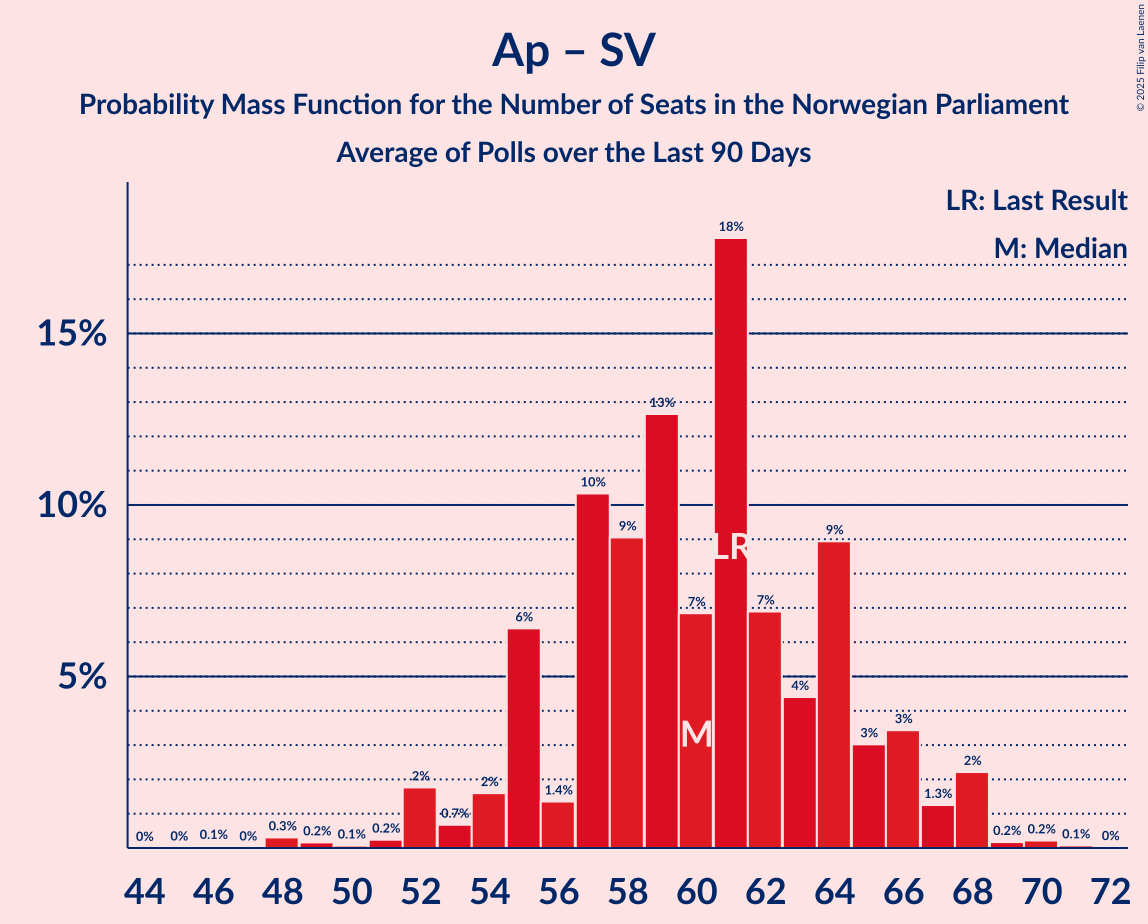 Ap – SV
Probability Mass Function for the Number of Seats in the Norwegian Parliament
Average of Polls over the Last 90 Days
© 2025 Filip van Laenen
LR: Last Result
M: Median
15%
10%
5%
0% 0% 0.1% 0% 0.3% 0.2% 0.1% 0.2% 2% 0.7% 2% 6% 1.4% 10% 9% 13% 7% 18% 7% 4% 9% 3% 3% 1.3% 2% 0.2% 0.2% 0.1% 0%
LR
M
44 46 48 50 52 54 56 58 60 62 64 66 68 70 72